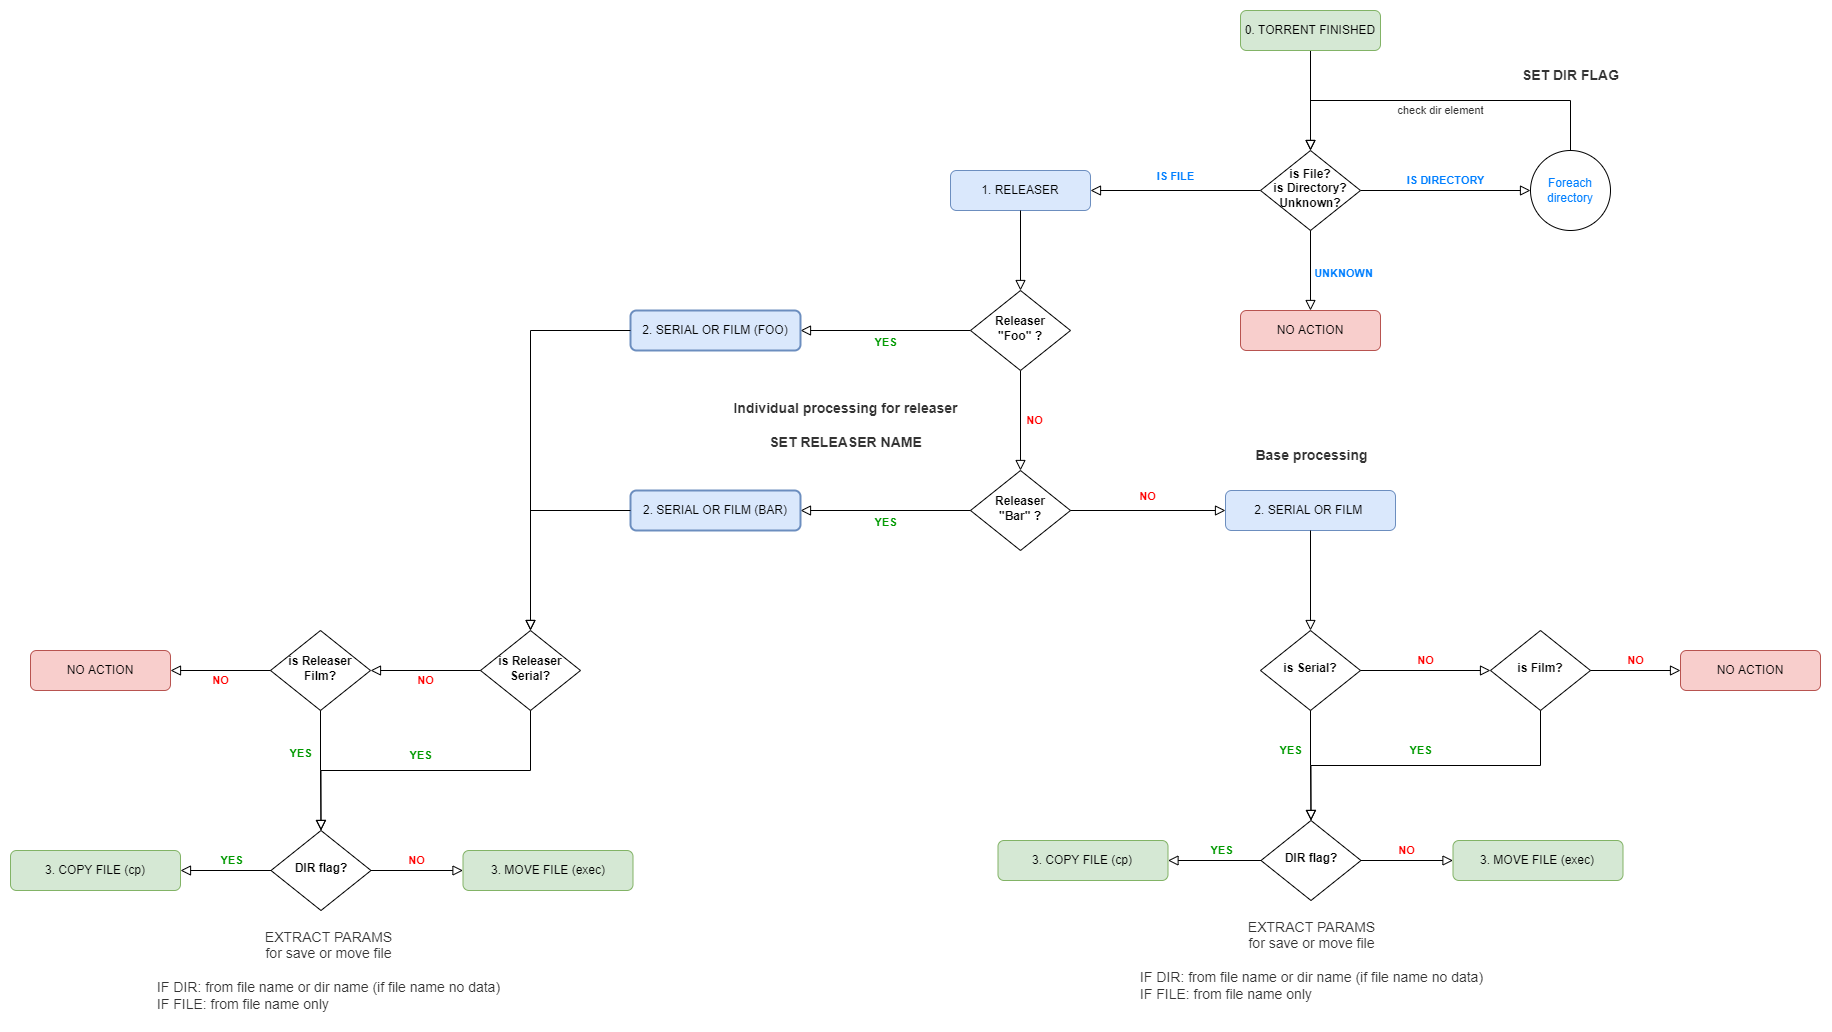 0. TORRENT FINISHED
SET DIR FLAG
check dir element
is File?
is Directory?
Unknown?
IS FILE
IS DIRECTORY
Foreach
directory
1. RELEASER
UNKNOWN
NO ACTION
Releaser
"Foo" ?
YES
2. SERIAL OR FILM (FOO)
NO
Individual processing for releaser
SET RELEASER NAME
Releaser
"Bar" ?
YES
2. SERIAL OR FILM (BAR)
NO
Base processing
2. SERIAL OR FILM
NO ACTION
NO
is Releaser
Film?
NO
is Releaser
Serial?
YES
YES
DIR flag?
YES
3. COPY FILE (cp)
NO
3. MOVE FILE (exec)
EXTRACT PARAMS
for save or move file
IF DIR: from file name or dir name (if file name no data)
IF FILE: from file name only
is Serial?
NO
is Film?
NO
NO ACTION
YES
YES
DIR flag?
YES
3. COPY FILE (cp)
NO
3. MOVE FILE (exec)
EXTRACT PARAMS
for save or move file
IF DIR: from file name or dir name (if file name no data)
IF FILE: from file name only